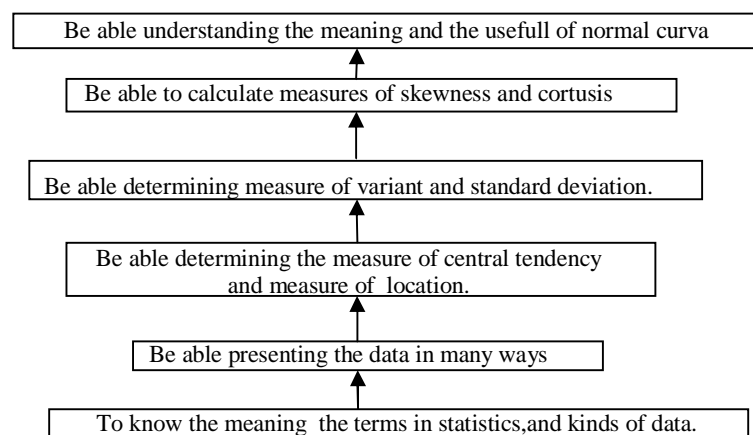 Be able understanding the meaning and the usefull of normal curva
Be able to calculate measures of skewness and cortusis
Be able determining measure of variant and standard deviation.
Be able determining the measure of central tendency
and measure of location.
Be able presenting the data in many ways
To know the meaning the terms in statistics,and kinds of data.